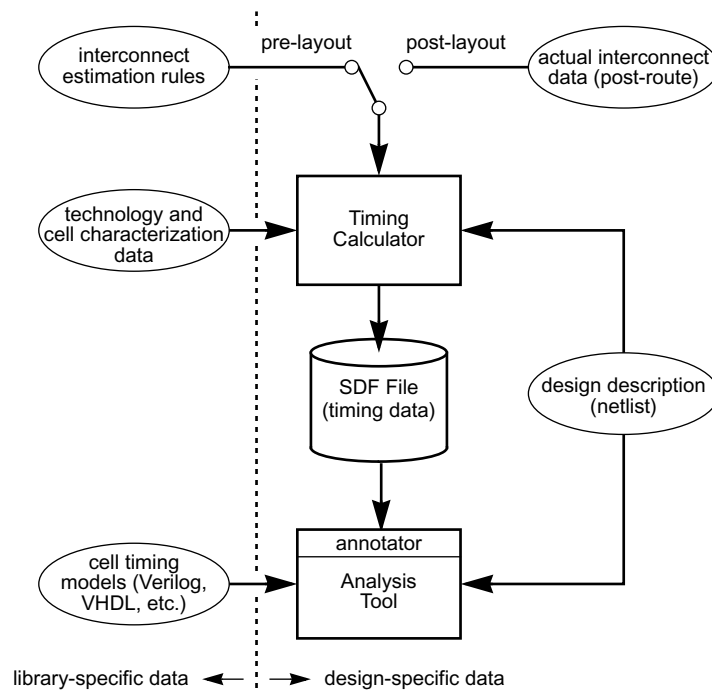 pre-layout
post-layout
interconnect
estimation rules
actual interconnect
data (post-route)
technology and
cell characterization
data
Timing
Calculator
SDF File
(timing data)
design description
(netlist)
annotator
cell timing
models (Verilog,
VHDL, etc.)
Analysis
Tool
library-specific data
design-specific data